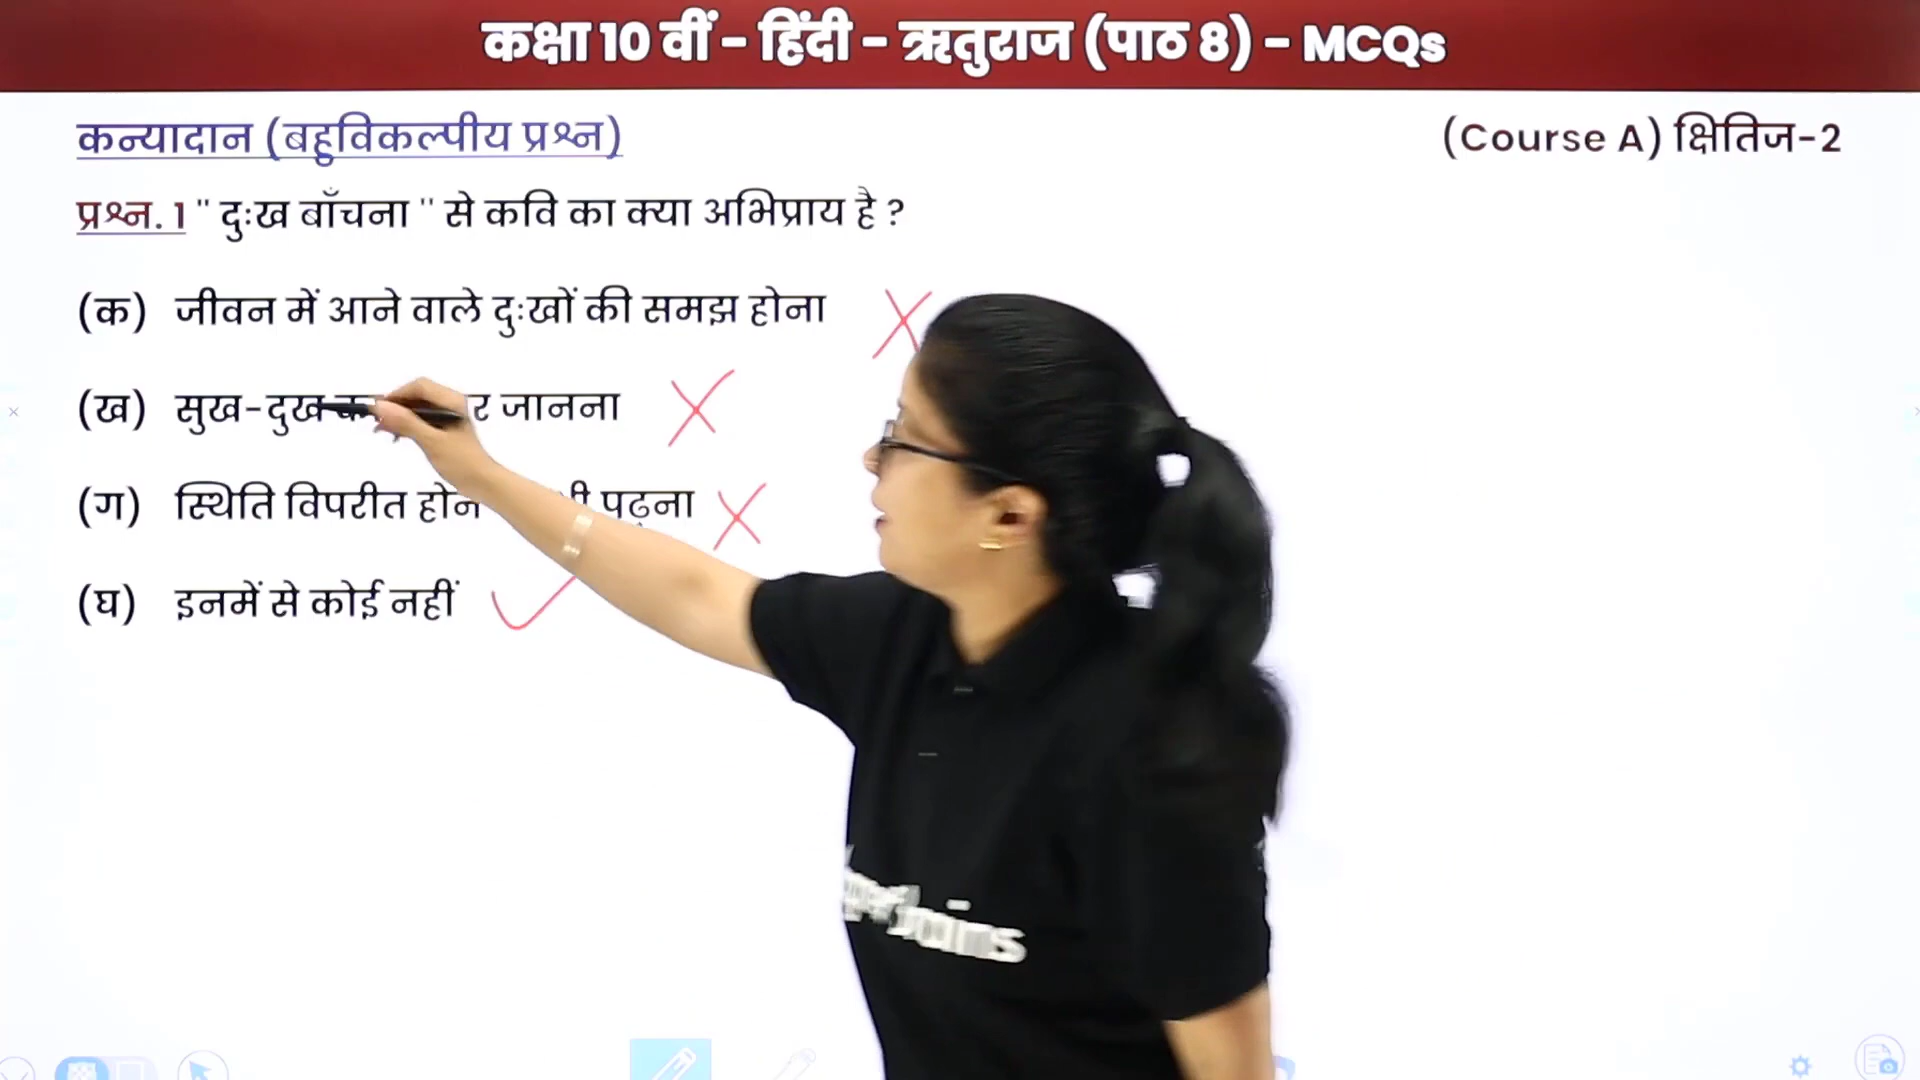 कक्षा 10 वीं - हिंदी - ऋतुराज (पाठ 8) - MCQs
कन्यादान (बहुविकल्पीय प्रश्न)
(Course A) क्षितिज-2
प्रश्न. 1 " दुःख बाँचना " से कवि का क्या अभिप्राय है ?
(क) जीवन में आने वाले दुःखों की समझ होना
(ख) सुख-दुख जानना
(ग) स्थिति विपरीत पढ़ना
(घ) इनमें से कोई नहीं